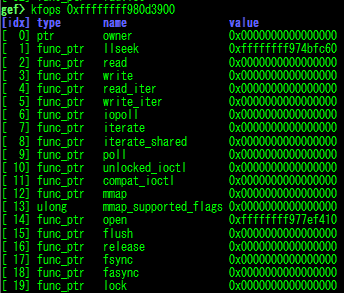 gef> kfops 0xffffffff980d3900
[idx] type name value
[ 0] ptr owner 0x0000000000000000
[ 1] func_ptr llseek 0xffffffff974bfc60
[ 2] func_ptr read 0x0000000000000000
[ 3] func_ptr write 0x0000000000000000
[ 4] func_ptr read_iter 0x0000000000000000
[ 5] func_ptr write_iter 0x0000000000000000
[ 6] func_ptr iopoll 0x0000000000000000
[ 7] func_ptr iterate 0x0000000000000000
[ 8] func_ptr iterate_shared 0x0000000000000000
[ 9] func_ptr poll 0x0000000000000000
[ 10] func_ptr unlocked_ioctl 0x0000000000000000
[ 11] func_ptr compat_ioctl 0x0000000000000000
[ 12] func_ptr mmap 0x0000000000000000
[ 13] ulong mmap_supported_flags 0x0000000000000000
[ 14] func_ptr open 0xffffffff977ef410
[ 15] func_ptr flush 0x0000000000000000
[ 16] func_ptr release 0x0000000000000000
[ 17] func_ptr fsync 0x0000000000000000
[ 18] func_ptr fasync 0x0000000000000000
[ 19] func_ptr lock 0x0000000000000000